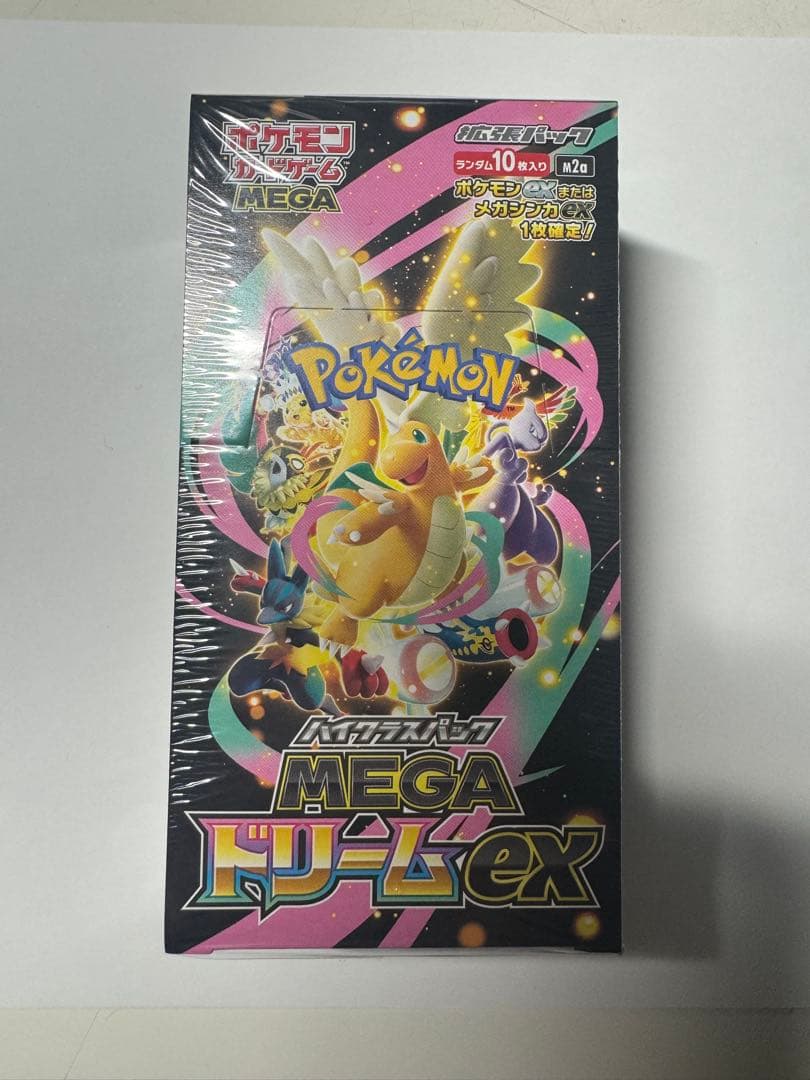 ポケモン
カードゲーム
MEGA
拡張パック
ランダム10枚入り M2a
ポケモンexまたは
メガシンカex
1枚確定!
POKéMON
TM
ハイクラスパック
MEGA
ドリームex